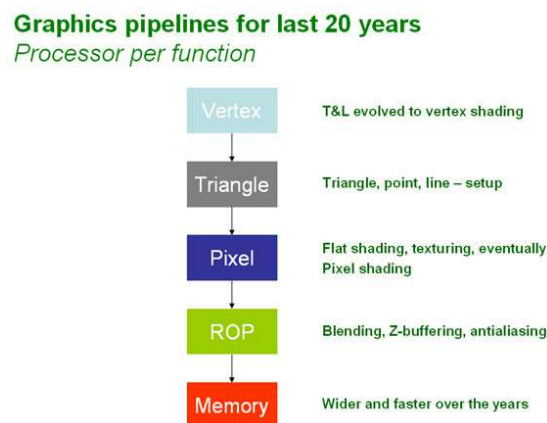 Graphics pipelines for last 20 years
Processor per function
Vertex
T&L evolved to vertex shading
Triangle
Triangle, point, line – setup
Pixel
Flat shading, texturing, eventually
Pixel shading
ROP
Blending, Z-buffering, antialiasing
Memory
Wider and faster over the years